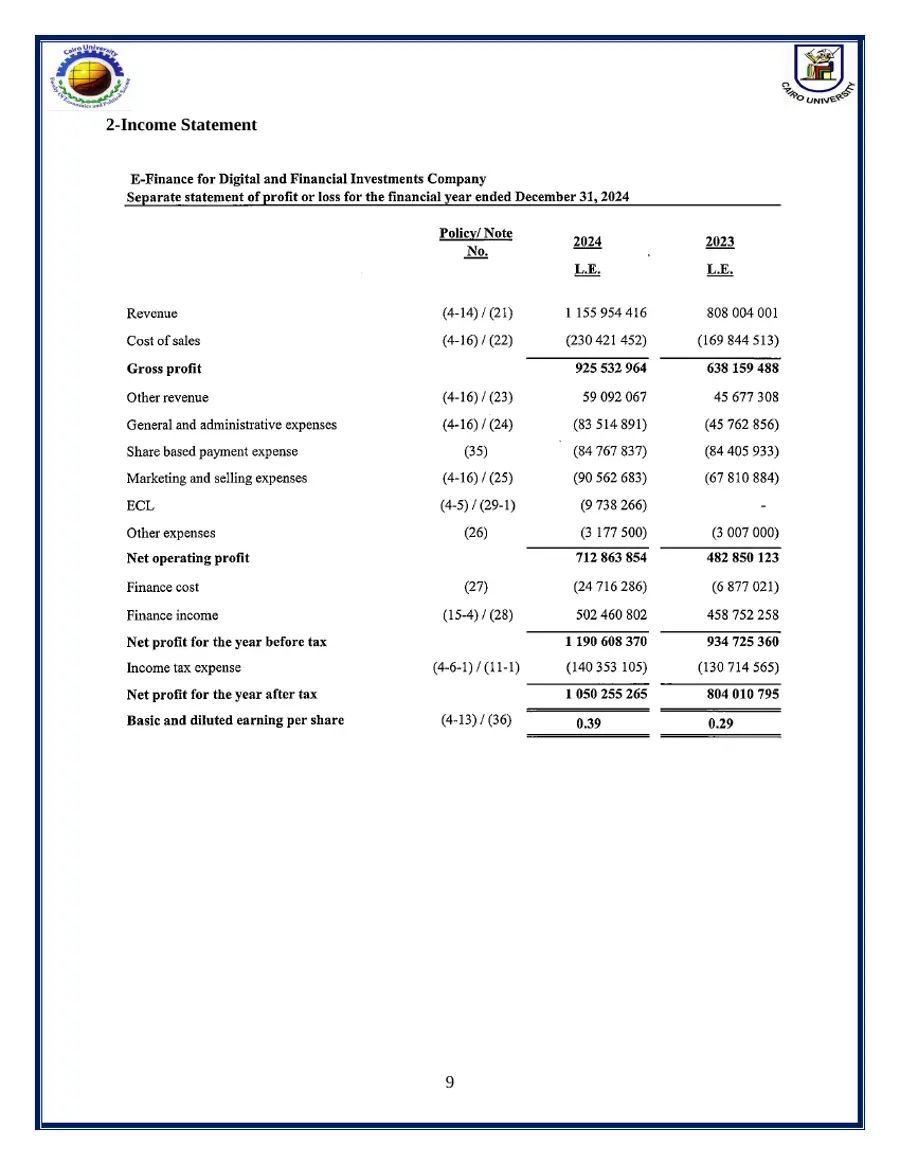 Cairo University
Faculty Of Economics and Political Science
CAIRO UNIVERSITY
2-Income Statement
E-Finance for Digital and Financial Investments Company
Separate statement of profit or loss for the financial year ended December 31, 2024
Policy/ Note No. 2024 L.E. 2023 L.E.
Revenue (4-14) / (21) 1 155 954 416 808 004 001
Cost of sales (4-16) / (22) (230 421 452) (169 844 513)
Gross profit 925 532 964 638 159 488
Other revenue (4-16) / (23) 59 092 067 45 677 308
General and administrative expenses (4-16) / (24) (83 514 891) (45 762 856)
Share based payment expense (35) (84 767 837) (84 405 933)
Marketing and selling expenses (4-16) / (25) (90 562 683) (67 810 884)
ECL (4-5) / (29-1) (9 738 266) -
Other expenses (26) (3 177 500) (3 007 000)
Net operating profit 712 863 854 482 850 123
Finance cost (27) (24 716 286) (6 877 021)
Finance income (15-4) / (28) 502 460 802 458 752 258
Net profit for the year before tax 1 190 608 370 934 725 360
Income tax expense (4-6-1) / (11-1) (140 353 105) (130 714 565)
Net profit for the year after tax 1 050 255 265 804 010 795
Basic and diluted earning per share (4-13) / (36) 0.39 0.29
9